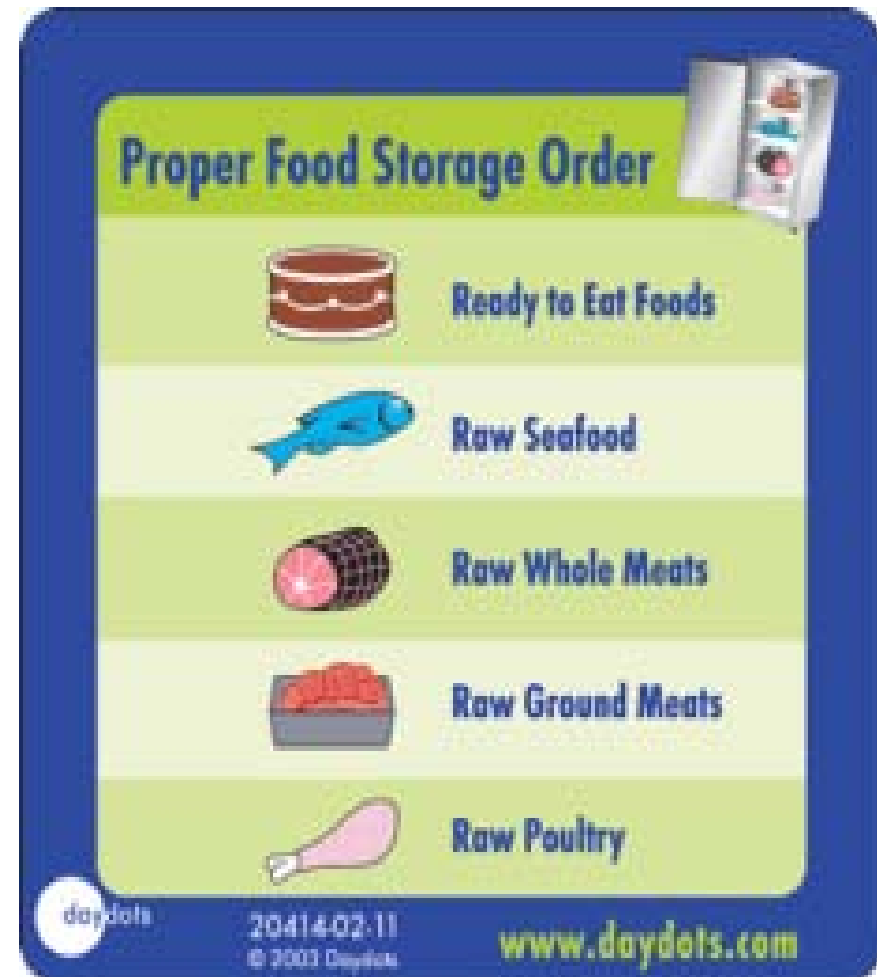 Proper Food Storage Order
Ready to Eat Foods
Raw Seafood
Raw Whole Meats
Raw Ground Meats
Raw Poultry
daydots
20414-02-11
© 2003 Daydots
www.daydots.com